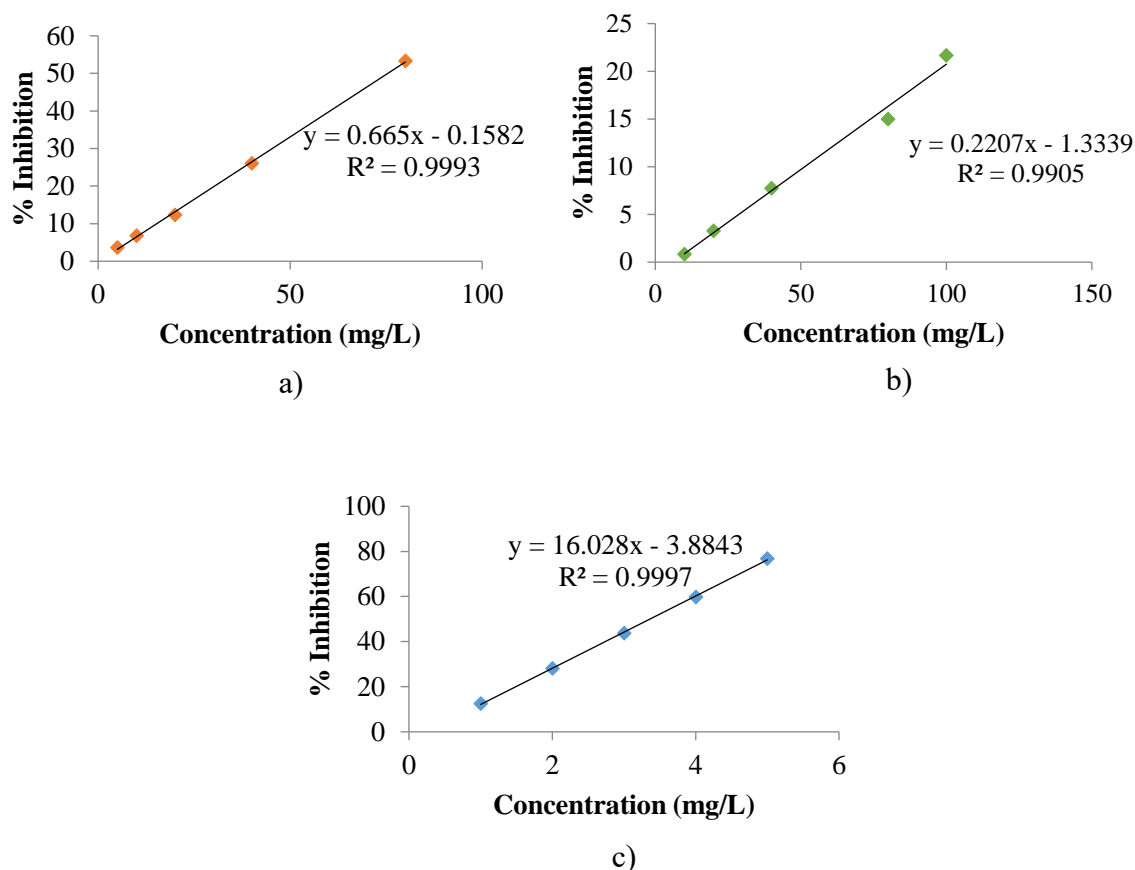 60
50
40
30
20
10
0
% Inhibition
y = 0.665x - 0.1582
R² = 0.9993
0 50 100
Concentration (mg/L)
a)
25
20
15
10
5
0
% Inhibition
y = 0.2207x - 1.3339
R² = 0.9905
0 50 100 150
Concentration (mg/L)
b)
100
80
60
40
20
0
% Inhibition
y = 16.028x - 3.8843
R² = 0.9997
0 2 4 6
Concentration (mg/L)
c)